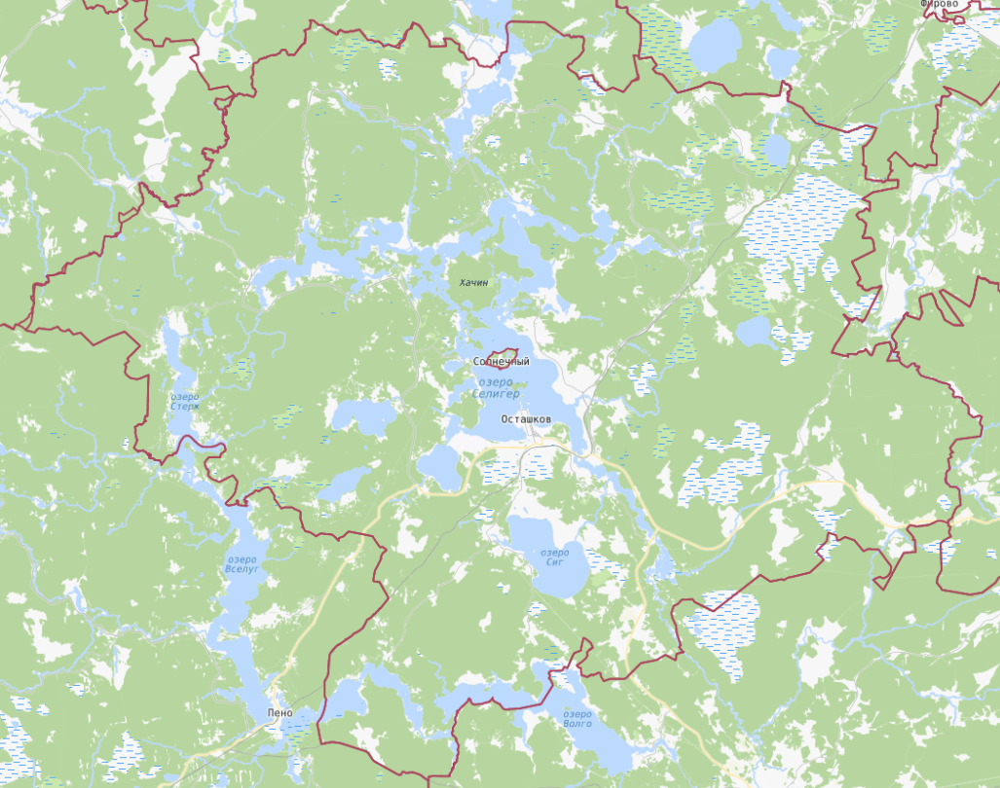 Фирово
Хачин
Солнечный
озеро
Селигер
озеро
Стерж
Осташков
озеро
Сиг
озеро
Вселуг
Пено
озеро
Волго